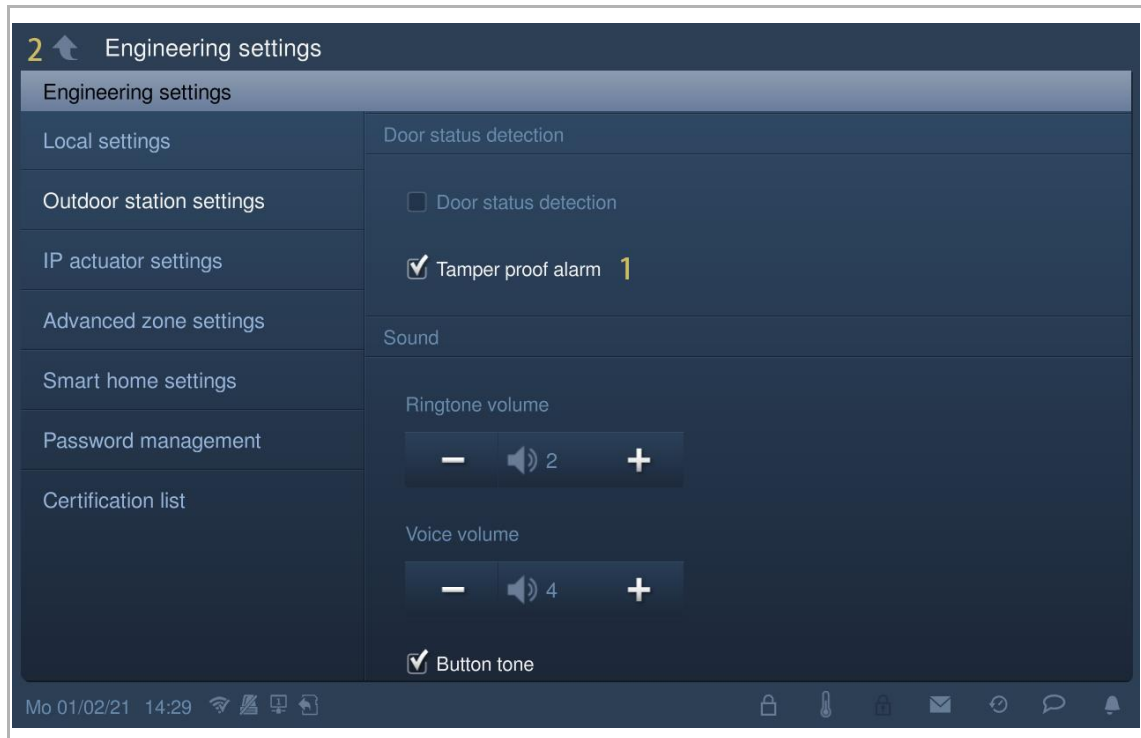 2 Engineering settings
Engineering settings
Local settings
Outdoor station settings
IP actuator settings
Advanced zone settings
Smart home settings
Password management
Certification list
Door status detection
Door status detection
Tamper proof alarm 1
Sound
Ringtone volume
− 2 +
Voice volume
− 4 +
Button tone
Mo 01/02/21 14:29 1